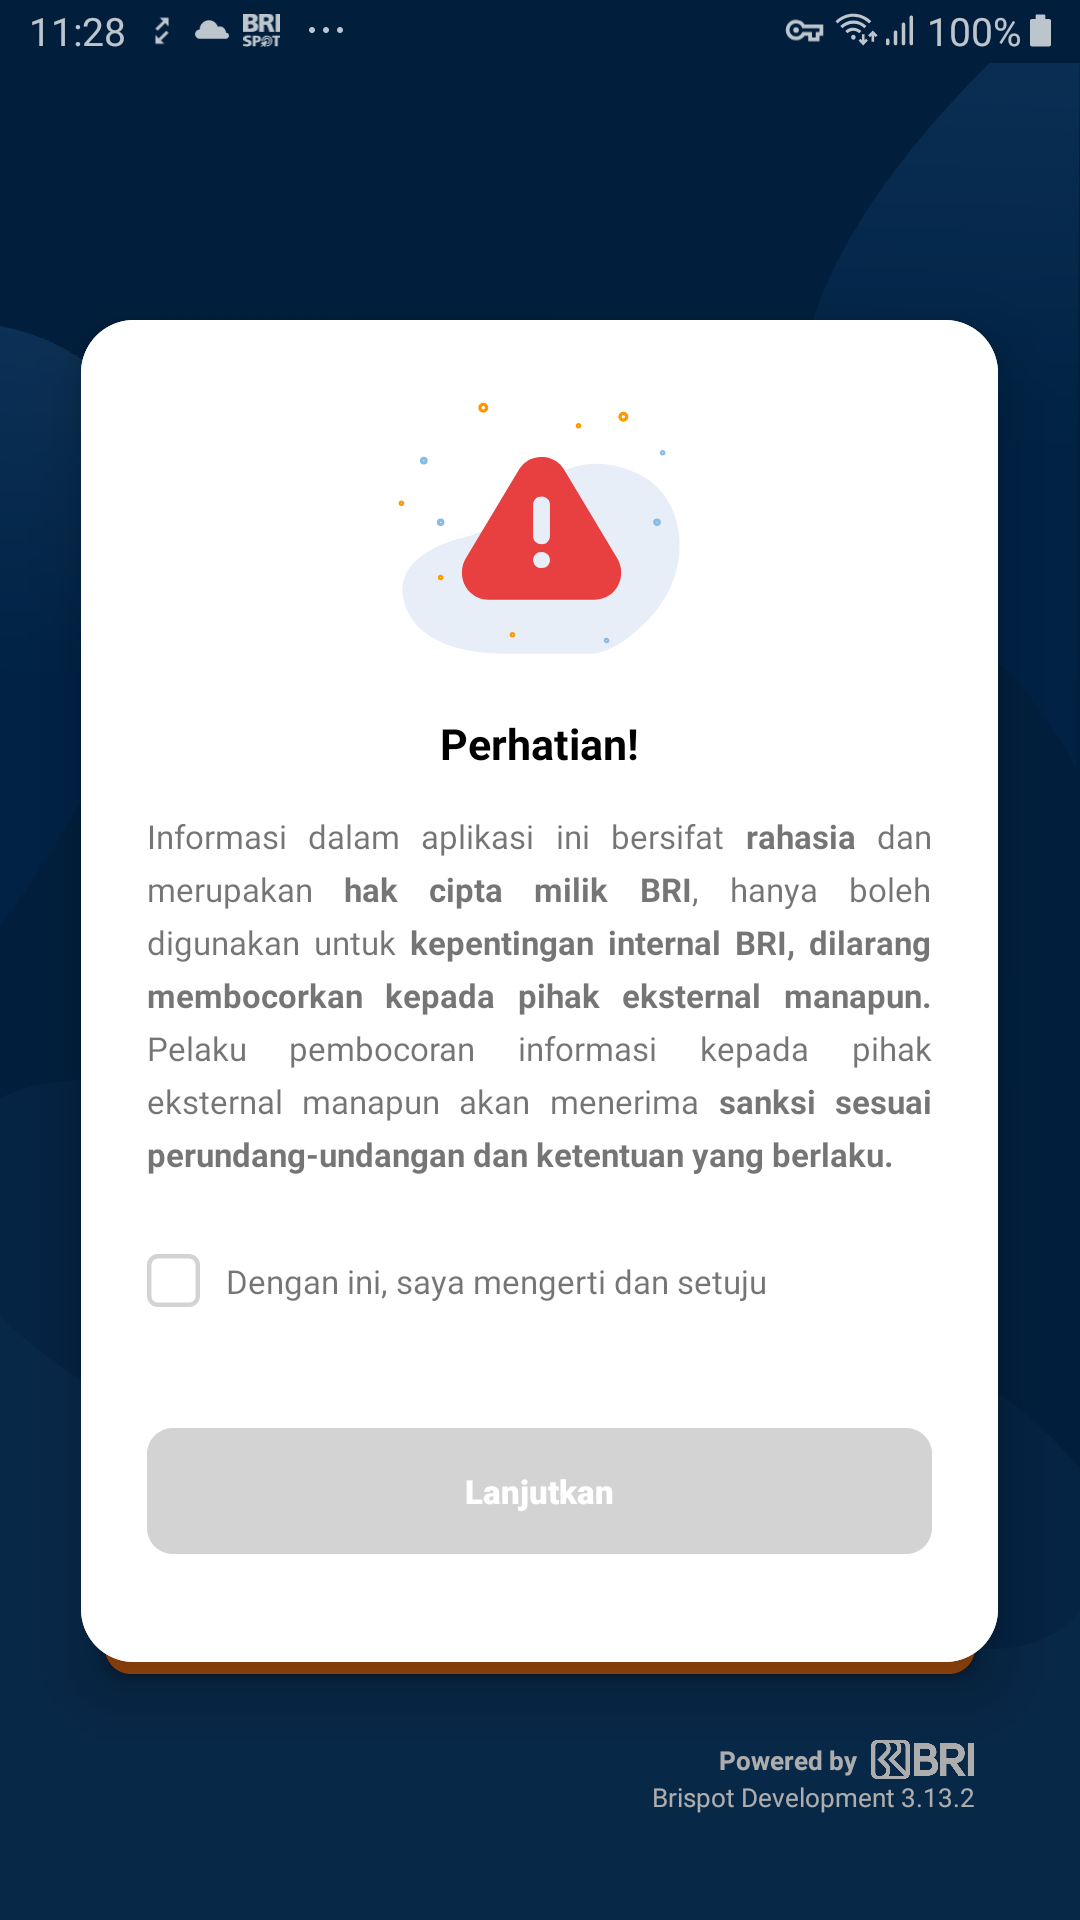 11:28
BRI
SPOT
100%
Perhatian!
Informasi dalam aplikasi ini bersifat rahasia dan
merupakan hak cipta milik BRI, hanya boleh
digunakan untuk kepentingan internal BRI, dilarang
membocorkan kepada pihak eksternal manapun.
Pelaku pembocoran informasi kepada pihak
eksternal manapun akan menerima sanksi sesuai
perundang-undangan dan ketentuan yang berlaku.
Dengan ini, saya mengerti dan setuju
Lanjutkan
Powered by BRI
Brispot Development 3.13.2